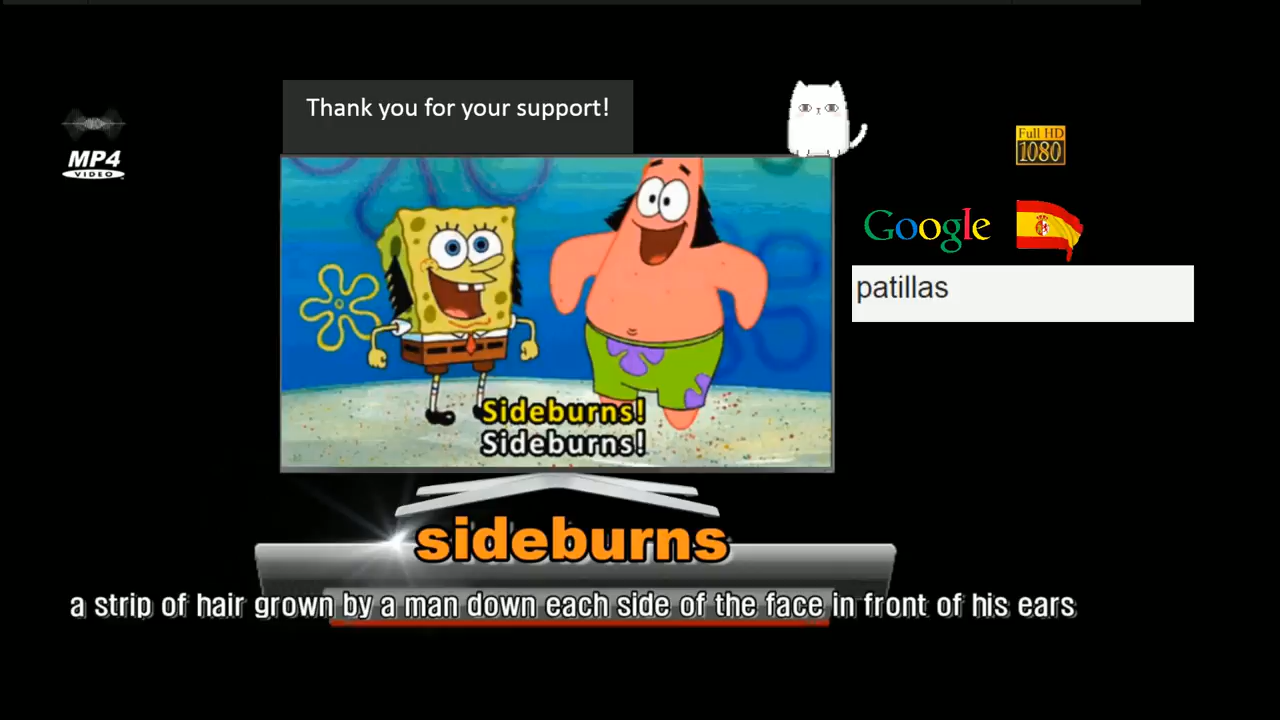 Thank you for your support!
MP4
VIDEO
Full HD
1080
Google
patillas
Sideburns!
Sideburns!
sideburns
a strip of hair grown by a man down each side of the face in front of his ears